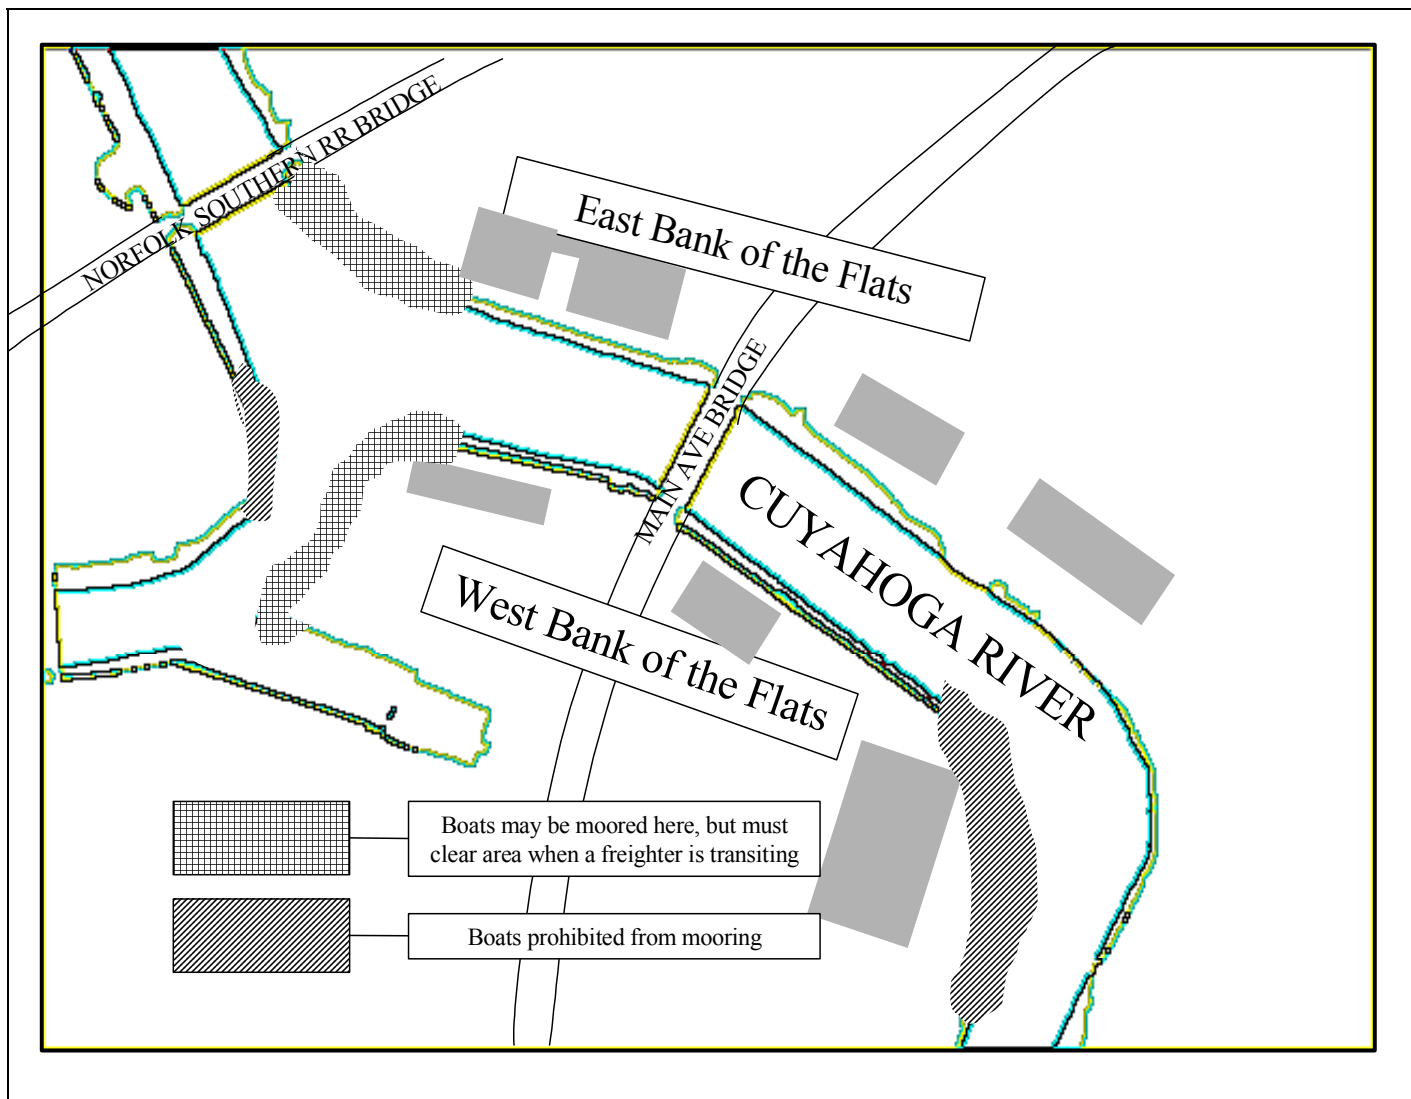 NORFOLK SOUTHERN RR BRIDGE
East Bank of the Flats
MAIN AVE BRIDGE
CUYAHOGA RIVER
West Bank of the Flats
Boats may be moored here, but must
clear area when a freighter is transiting
Boats prohibited from mooring